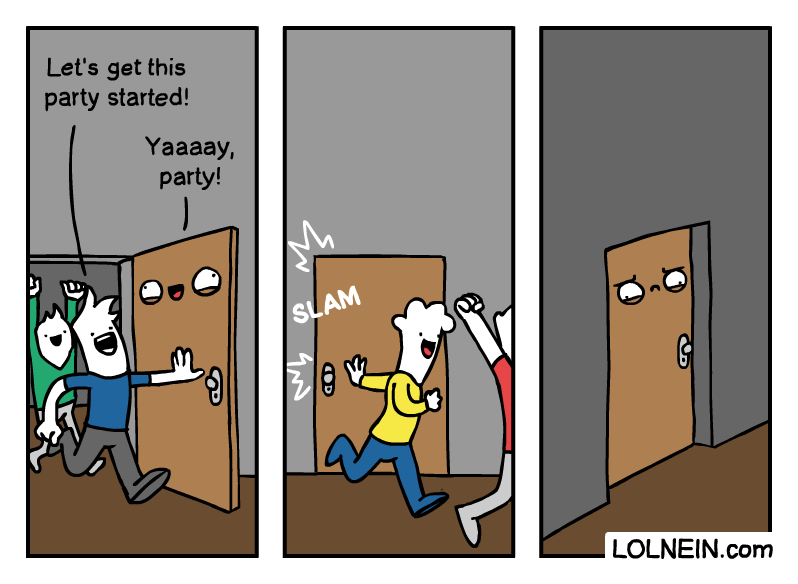 Let's get this
party started!
Yaaaay,
party!
SLAM
LOLNEIN.com